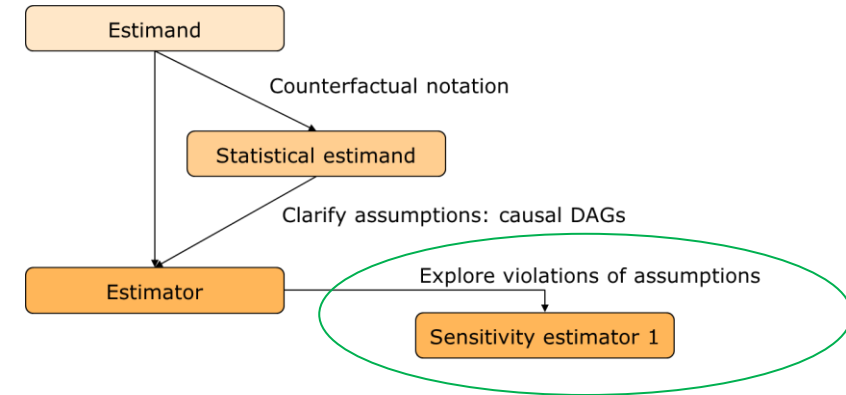 Estimand
Counterfactual notation
Statistical estimand
Clarify assumptions: causal DAGs
Explore violations of assumptions
Estimator
Sensitivity estimator 1